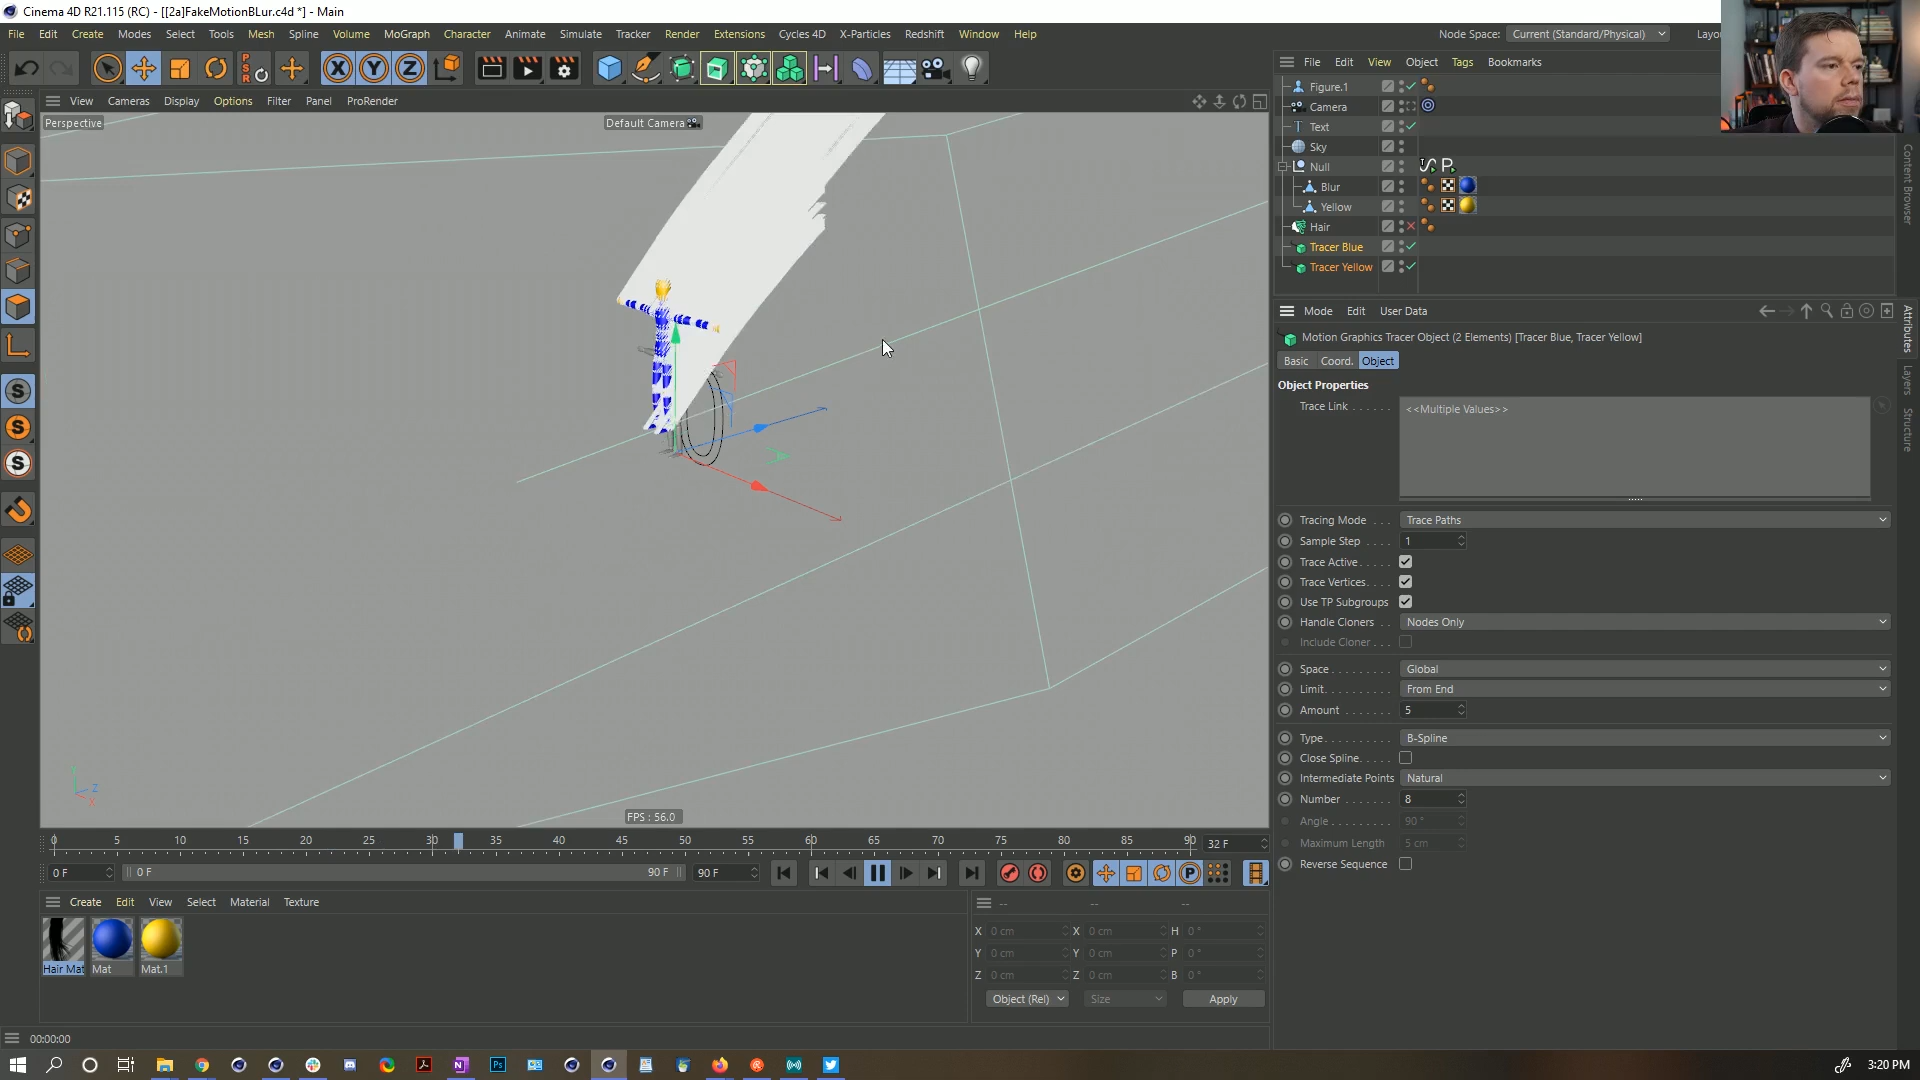 Cinema 4D R21.115 (RC) - [[2a]FakeMotionBLur.c4d *] - Main
File Edit Create Modes Select Tools Mesh Spline Volume MoGraph Character Animate Simulate Tracker Render Extensions Cycles 4D X-Particles Redshift Window Help Node Space: Current (Standard/Physical) Layou
PSR X Y Z
File Edit View Object Tags Bookmarks
View Cameras Display Options Filter Panel ProRender
Perspective
Default Camera
Figure.1
Camera
Text
Sky
Null
Blur
Yellow
Hair
Tracer Blue
Tracer Yellow
Content Browser
Mode Edit User Data
Motion Graphics Tracer Object (2 Elements) [Tracer Blue, Tracer Yellow]
Basic Coord. Object
Object Properties
Trace Link . . . . . . <<Multiple Values>>
Tracing Mode . . . Trace Paths
Sample Step . . . . 1
Trace Active . . . . .
Trace Vertices . . . .
Use TP Subgroups
Handle Cloners . . Nodes Only
Include Cloner . . . .
Space . . . . . . . . . Global
Limit . . . . . . . . . . From End
Amount . . . . . . . 5
Type . . . . . . . . . . B-Spline
Close Spline . . . . .
Intermediate Points Natural
Number . . . . . . . 8
Angle . . . . . . . . . 90 °
Maximum Length 5 cm
Reverse Sequence
Attributes
Layers
Structure
Y Z X
FPS : 56.0
0 5 10 15 20 25 30 35 40 45 50 55 60 65 70 75 80 85 90 32 F
0 F 0 F 90 F 90 F
Create Edit View Select Material Texture
Hair Mat Mat Mat.1
-- -- --
X 0 cm X 0 cm H 0 °
Y 0 cm Y 0 cm P 0 °
Z 0 cm Z 0 cm B 0 °
Object (Rel) Size Apply
00:00:00
3:20 PM